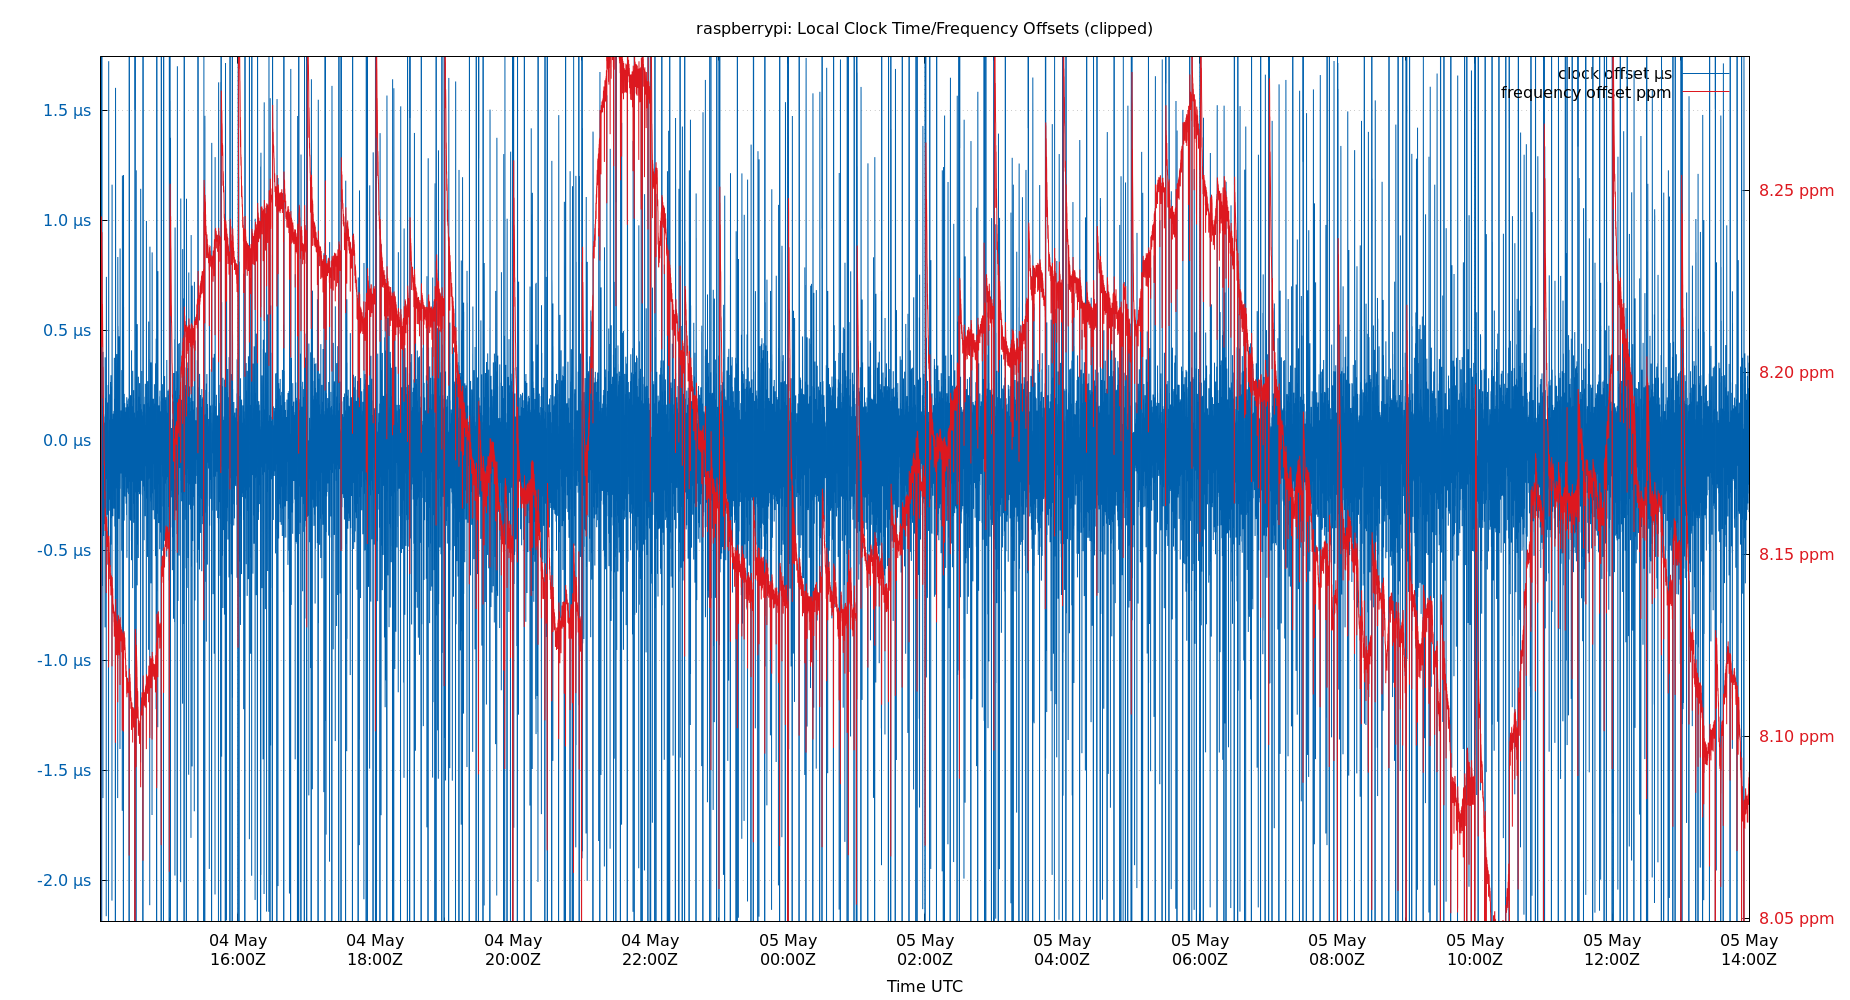 raspberrypi: Local Clock Time/Frequency Offsets (clipped)
clock offset µs
frequency offset ppm
1.5 µs
1.0 µs
0.5 µs
0.0 µs
-0.5 µs
-1.0 µs
-1.5 µs
-2.0 µs
8.25 ppm
8.20 ppm
8.15 ppm
8.10 ppm
8.05 ppm
04 May 04 May 04 May 04 May 05 May 05 May 05 May 05 May 05 May 05 May 05 May 05 May
16:00Z 18:00Z 20:00Z 22:00Z 00:00Z 02:00Z 04:00Z 06:00Z 08:00Z 10:00Z 12:00Z 14:00Z
Time UTC